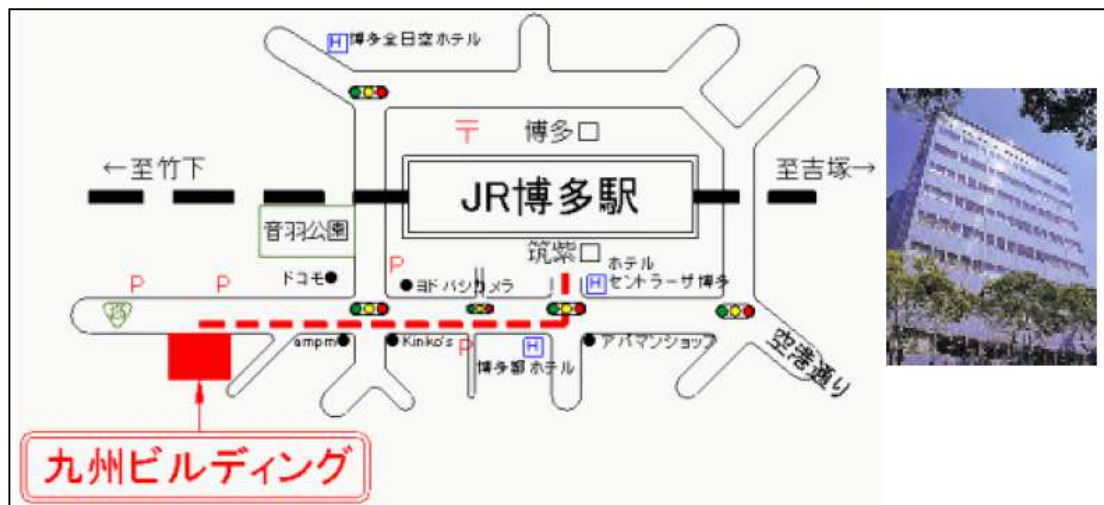 H 博多全日空ホテル
〒 博多口
←至竹下
至吉塚→
JR博多駅
音羽公園
筑紫口
ドコモ●
P
●ヨドバシカメラ
H ホテル
セントラーザ博多
P
P
ampm●
●Kinko's
P
H
博多都ホテル
●アパマンショップ
空港通り
九州ビルディング